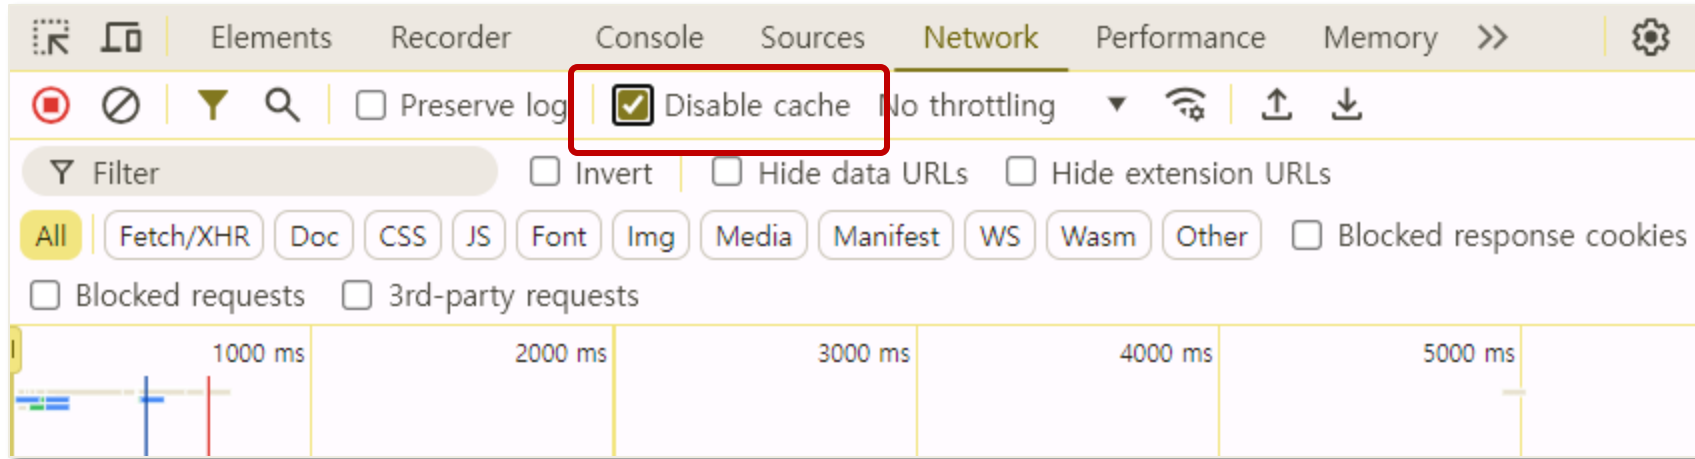 Elements Recorder Console Sources Network Performance Memory
Preserve log Disable cache No throttling
Filter Invert Hide data URLs Hide extension URLs
All Fetch/XHR Doc CSS JS Font Img Media Manifest WS Wasm Other Blocked response cookies
Blocked requests 3rd-party requests
1000 ms 2000 ms 3000 ms 4000 ms 5000 ms